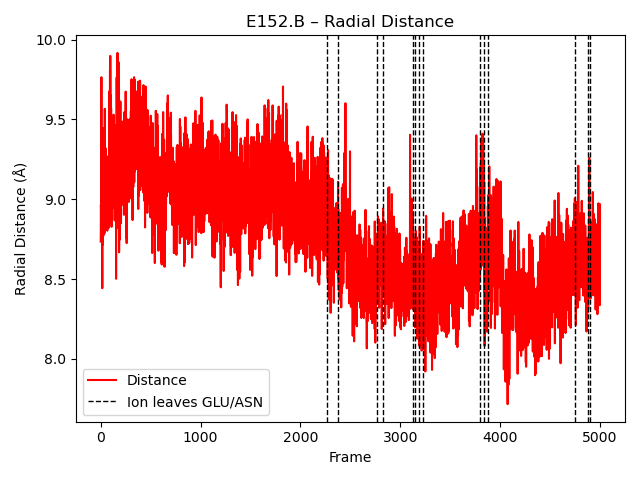 E152.B – Radial Distance
10.0
9.5
9.0
8.5
8.0
Radial Distance (Å)
Distance
Ion leaves GLU/ASN
0
1000
2000
3000
4000
5000
Frame